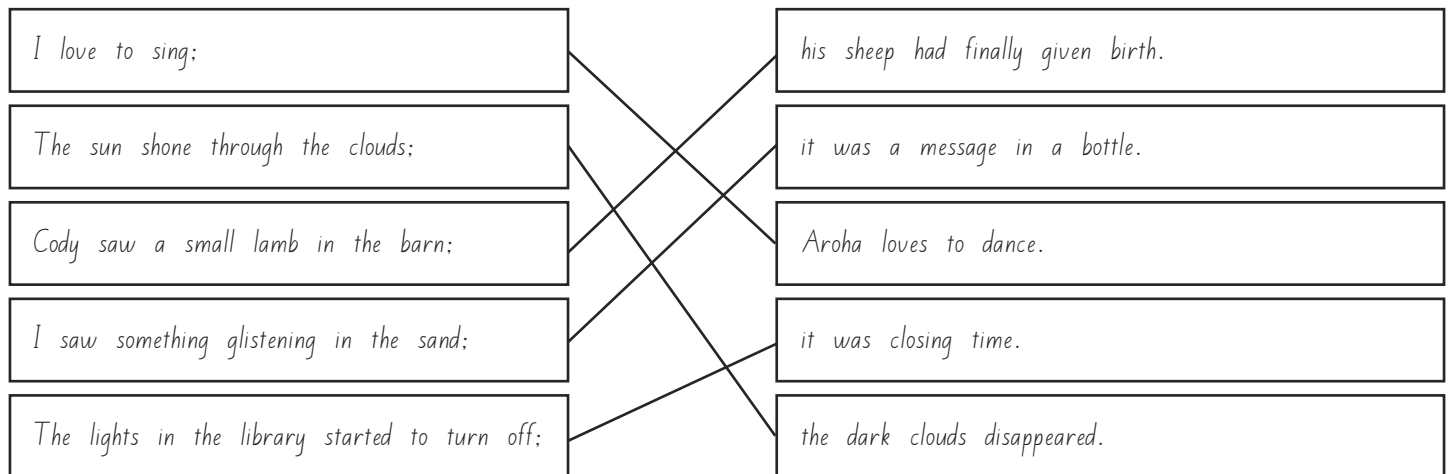 I love to sing;
his sheep had finally given birth.
The sun shone through the clouds;
it was a message in a bottle.
Cody saw a small lamb in the barn;
Aroha loves to dance.
I saw something glistening in the sand;
it was closing time.
The lights in the library started to turn off;
the dark clouds disappeared.